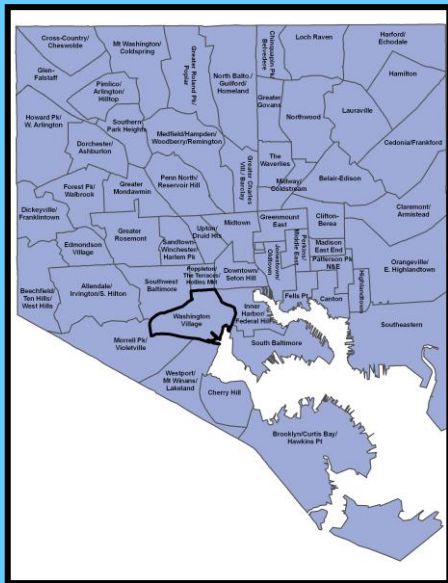 Cross-Country/
Cheswolde
Mt Washington/
Coldspring
Greater Roland Pk/
Poplar
North Balto/
Guilford/
Homeland
Chinquapin Pk/
Belvedere
Loch Raven
Harford/
Echodale
Glen-
Falstaff
Pimlico/
Arlington/
Hilltop
Greater
Govans
Northwood
Hamilton
Lauraville
Howard Pk/
W. Arlington
Southern
Park Heights
Dorchester/
Ashburton
Medfield/Hampden/
Woodberry/Remington
Cedonia/Frankford
Forest Pk/
Walbrook
Greater
Mondawmin
Penn North/
Reservoir Hill
Greater Charles
Vill./ Barclay
The
Waverlies
Midway/
Coldstream
Belair-Edison
Claremont/
Armistead
Dickeyville/
Franklintown
Edmondson
Village
Greater
Rosemont
Sandtown-
Winchester/
Harlem Pk
Upton/
Druid Hts
Midtown
Greenmount
East
Clifton-
Berea
Madison
East End
Patterson Pk
N&E
Perkins/
Middle East
Jonestown/
Oldtown
Orangeville/
E. Highlandtown
Beechfield/
Ten Hills/
West Hills
Allendale/
Irvington/S. Hilton
Southwest
Baltimore
Poppleton/
The Terraces/
Hollins Mkt
Downtown/
Seton Hill
Inner
Harbor/
Federal Hill
Fells Pt
Canton
Highlandtown
Southeastern
Washington
Village
Morrell Pk/
Violetville
South Baltimore
Westport/
Mt Winans/
Lakeland
Cherry Hill
Brooklyn/Curtis Bay/
Hawkins Pt